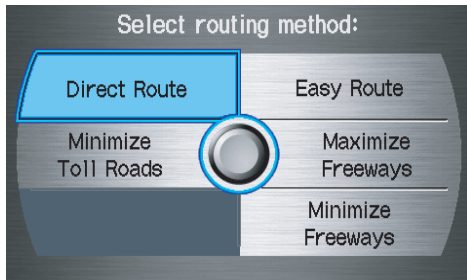 Select routing method:
Direct Route
Easy Route
Minimize
Toll Roads
Maximize
Freeways
Minimize
Freeways